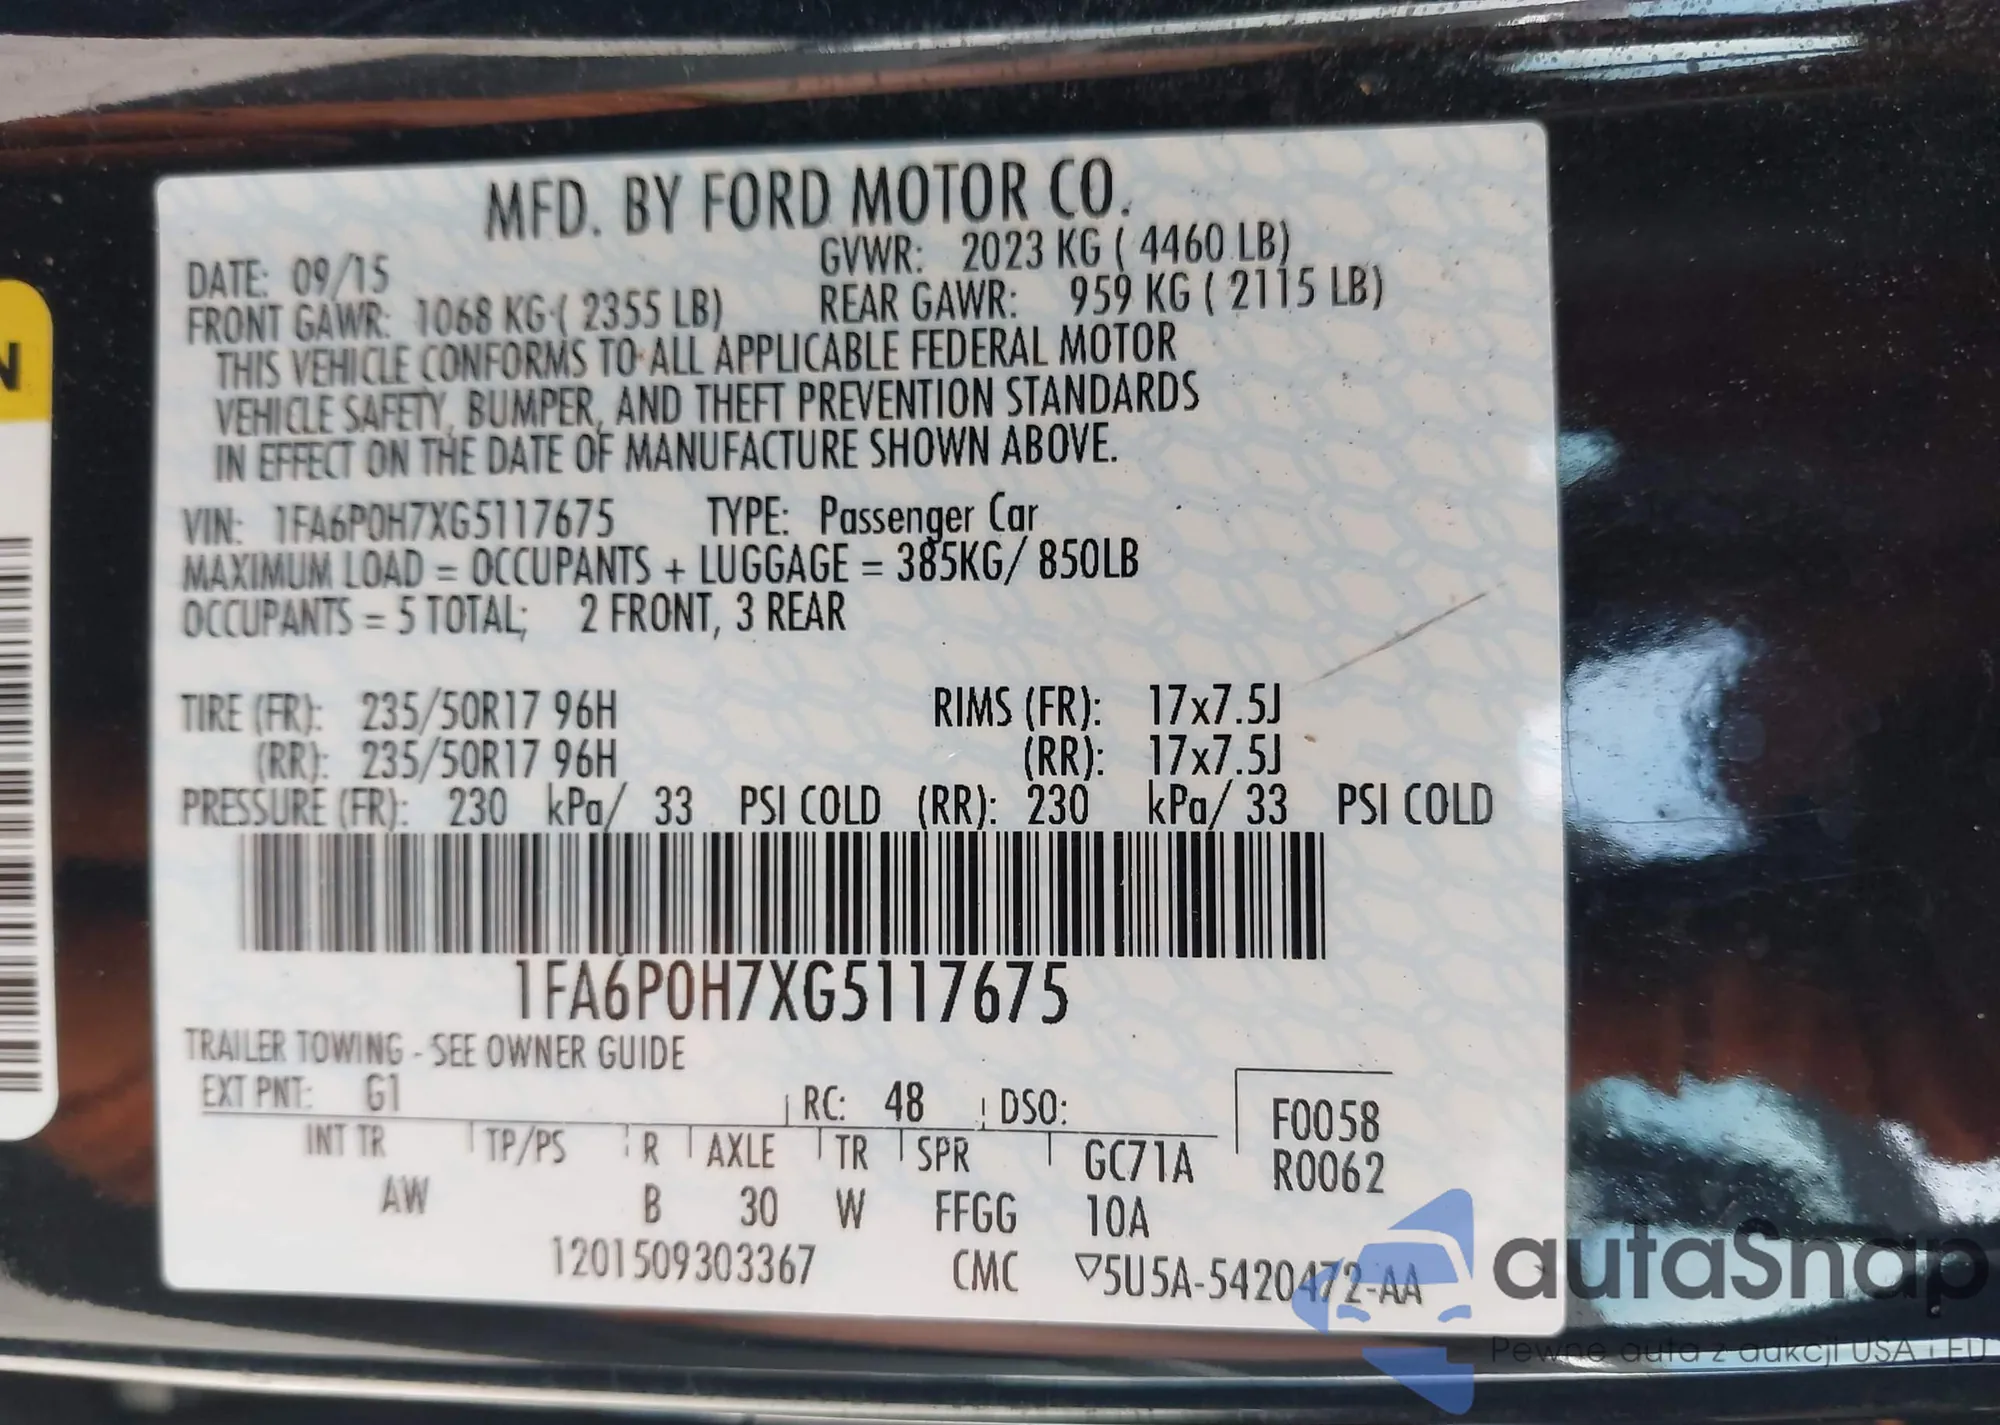 MFD. BY FORD MOTOR CO.
DATE: 09/15 GVWR: 2023 KG ( 4460 LB)
FRONT GAWR: 1068 KG ( 2355 LB) REAR GAWR: 959 KG ( 2115 LB)
THIS VEHICLE CONFORMS TO ALL APPLICABLE FEDERAL MOTOR
VEHICLE SAFETY, BUMPER, AND THEFT PREVENTION STANDARDS
IN EFFECT ON THE DATE OF MANUFACTURE SHOWN ABOVE.
VIN: 1FA6P0H7XG5117675 TYPE: Passenger Car
MAXIMUM LOAD = OCCUPANTS + LUGGAGE = 385KG/ 850LB
OCCUPANTS = 5 TOTAL; 2 FRONT, 3 REAR
TIRE (FR): 235/50R17 96H RIMS (FR): 17x7.5J
(RR): 235/50R17 96H (RR): 17x7.5J
PRESSURE (FR): 230 kPa/ 33 PSI COLD (RR): 230 kPa/ 33 PSI COLD
1FA6P0H7XG5117675
TRAILER TOWING - SEE OWNER GUIDE
EXT PNT: G1 RC: 48 DSO: F0058
INT TR TP/PS R AXLE TR SPR GC71A R0062
AW B 30 W FFGG 10A
1201509303367 CMC ▽5U5A-5420472-AA
N
autaSnap
Pewne auta z aukcji USA i EU